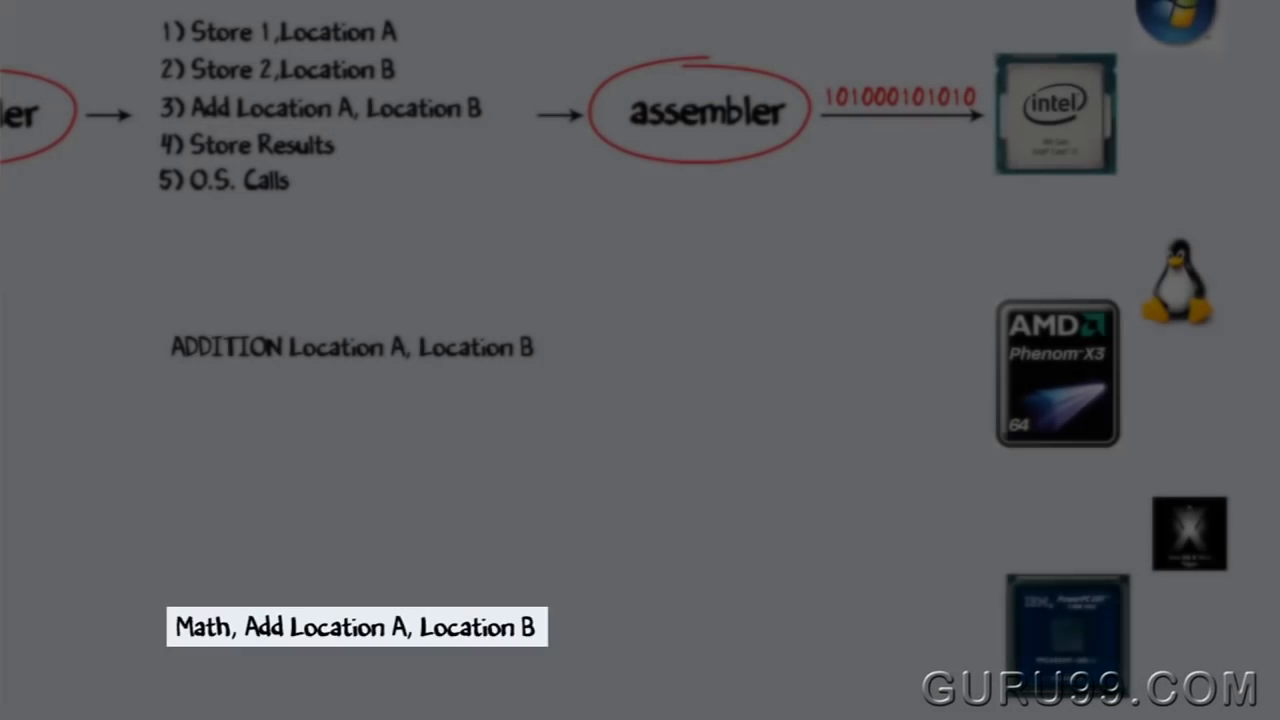 1) Store 1,Location A
2) Store 2,Location B
ler
3) Add Location A, Location B
assembler
101000101010
intel
4) Store Results
5) O.S. Calls
AMD
Phenom X3
64
ADDITION Location A, Location B
X
IBM
Math, Add Location A, Location B
GURU99.COM